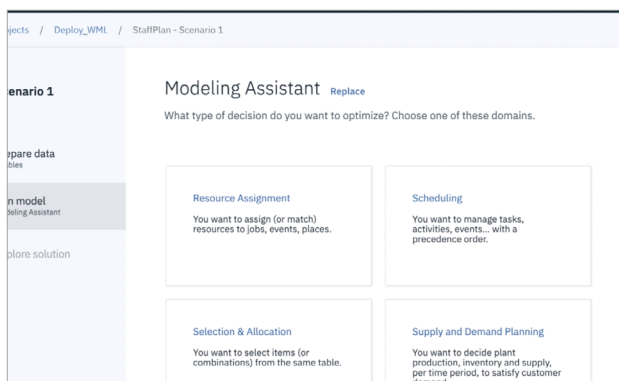 ojects / Deploy_WML / StaffPlan - Scenario 1
enario 1
Modeling Assistant Replace
What type of decision do you want to optimize? Choose one of these domains.
epare data
bles
n model
deling Assistant
plore solution
Resource Assignment
You want to assign (or match)
resources to jobs, events, places.
Scheduling
You want to manage tasks,
activities, events... with a
precedence order.
Selection & Allocation
You want to select items (or
combinations) from the same table.
Supply and Demand Planning
You want to decide plant
production, inventory and supply,
per time period, to satisfy customer